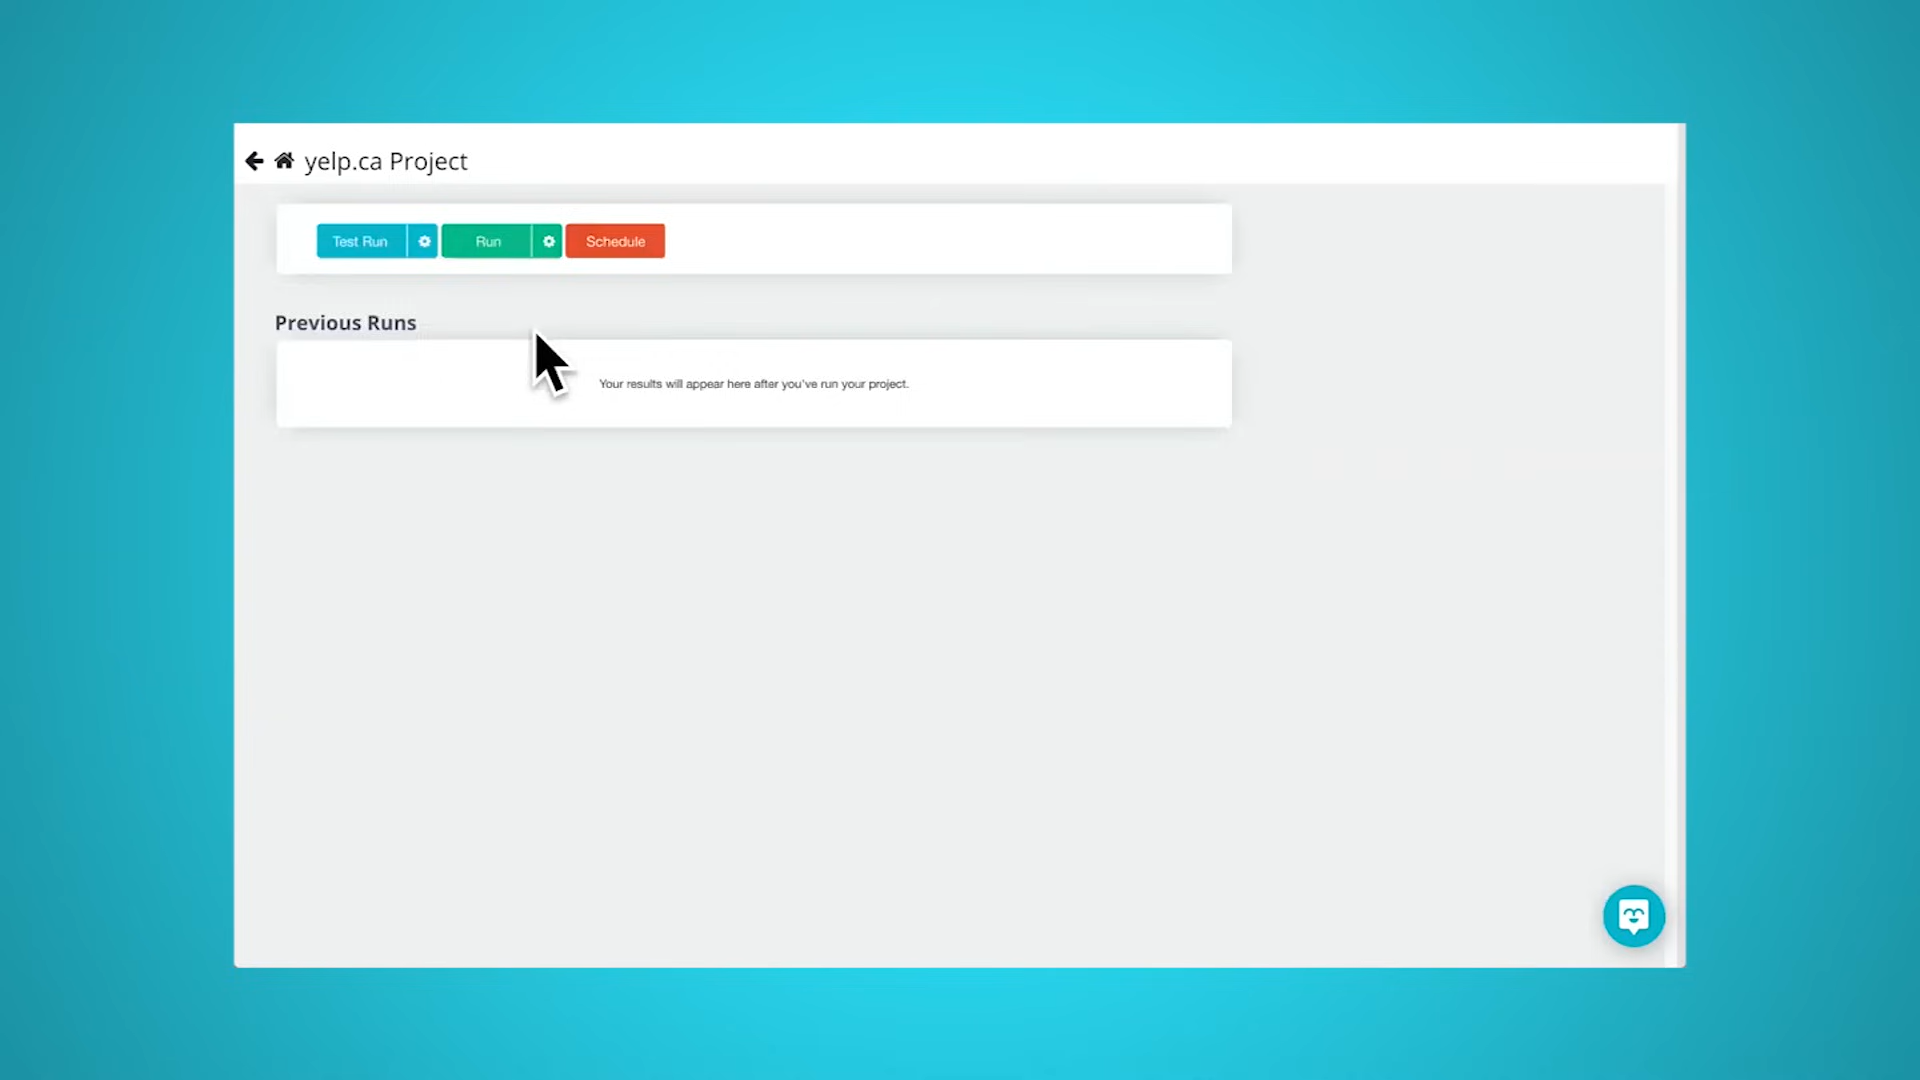 yelp.ca Project
Test Run Run Schedule
Previous Runs
Your results will appear here after you've run your project.